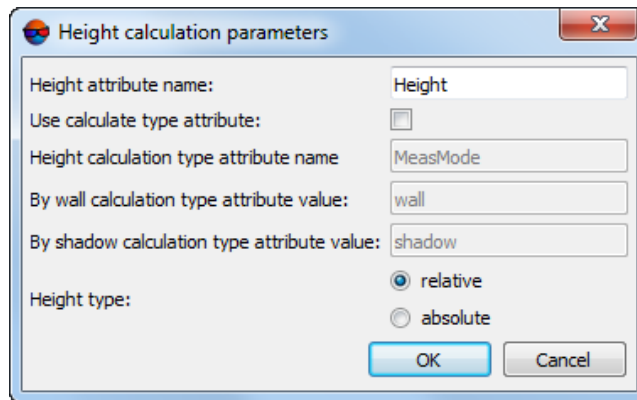 Height calculation parameters
Height attribute name: Height
Use calculate type attribute:
Height calculation type attribute name MeasMode
By wall calculation type attribute value: wall
By shadow calculation type attribute value: shadow
Height type:
relative
absolute
OK Cancel